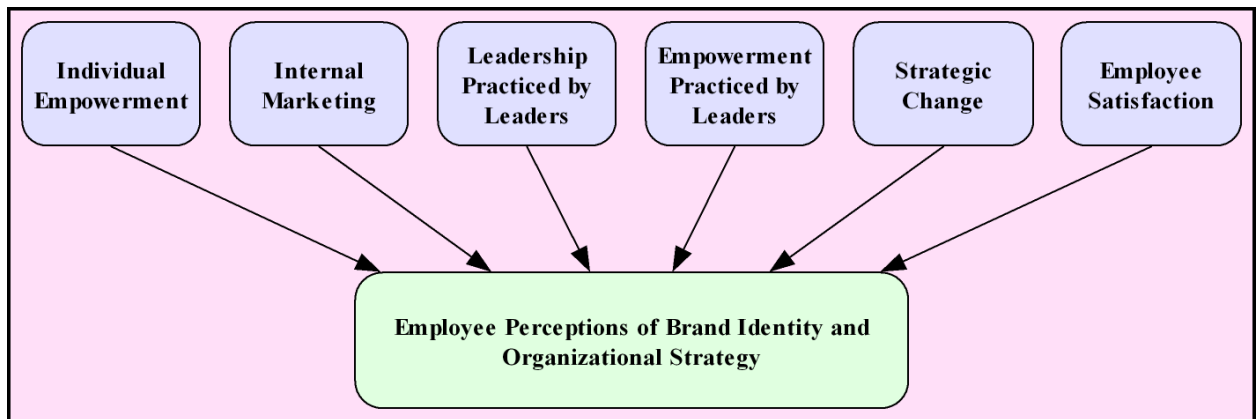 Individual
Empowerment
Internal
Marketing
Leadership
Practiced by
Leaders
Empowerment
Practiced by
Leaders
Strategic
Change
Employee
Satisfaction
Employee Perceptions of Brand Identity and
Organizational Strategy